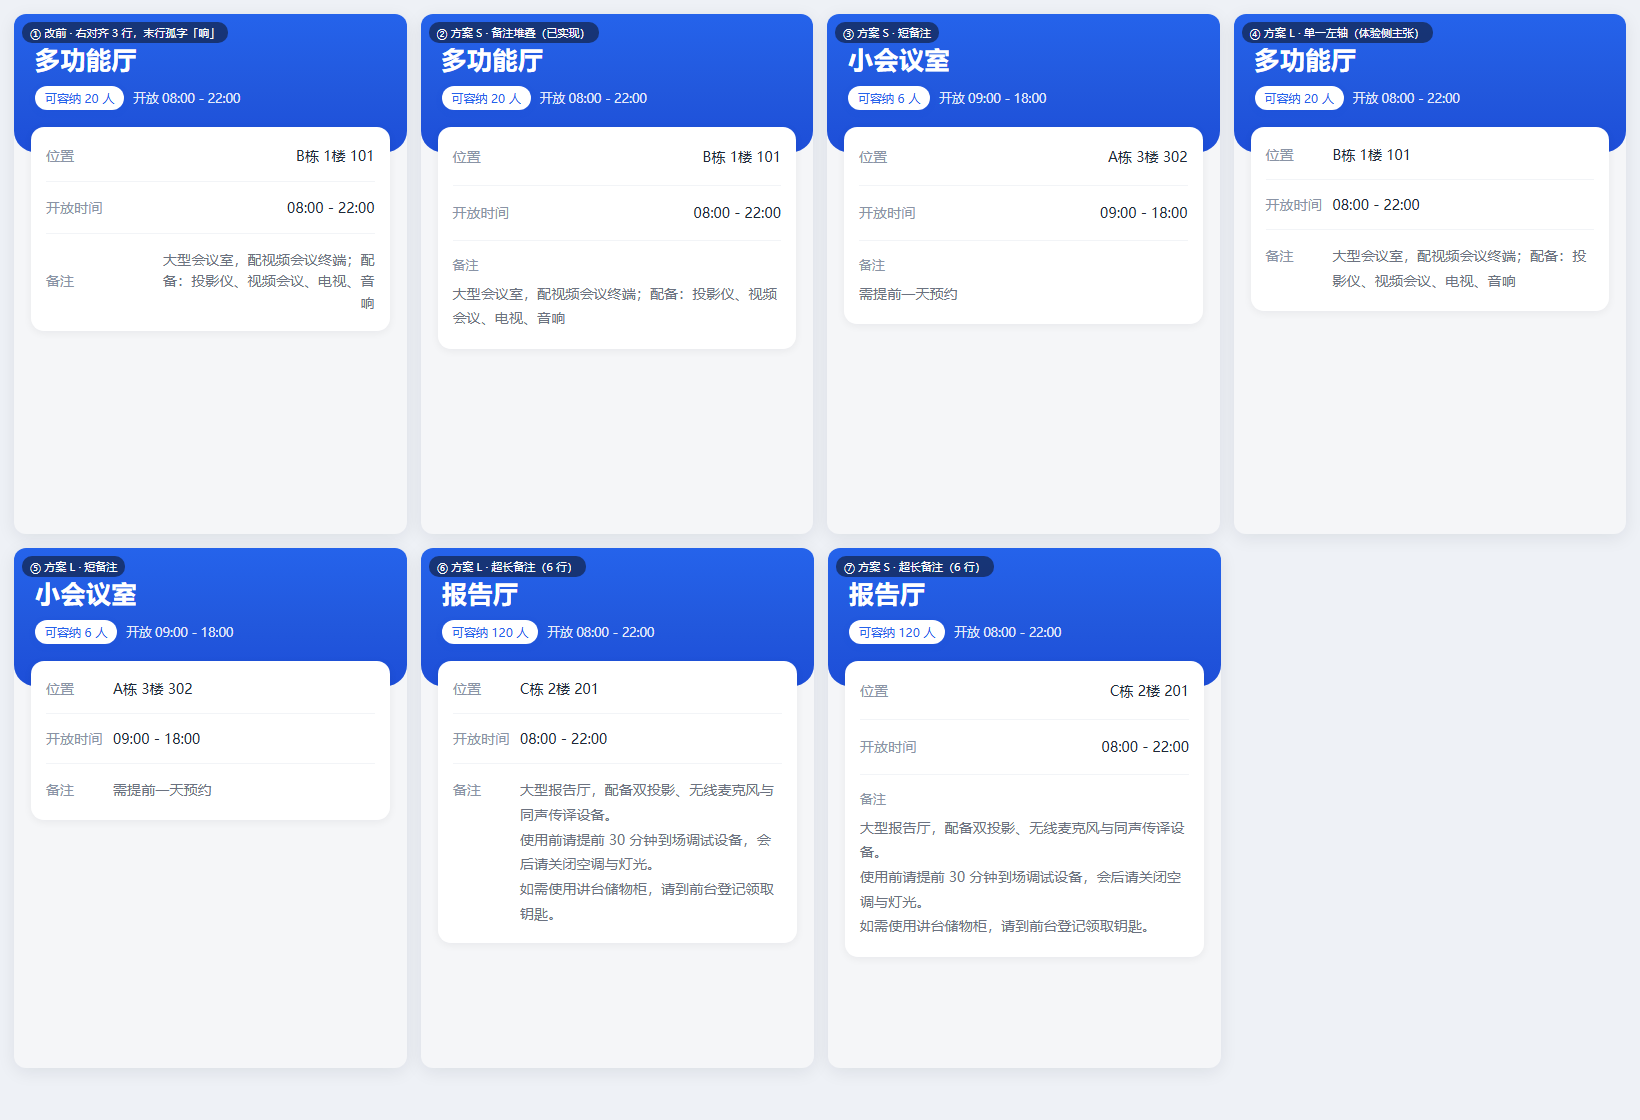 ① 改前 · 右对齐 3 行，末行孤字「响」
多功能厅
可容纳 20 人 开放 08:00 - 22:00
位置 B栋 1楼 101
开放时间 08:00 - 22:00
备注
大型会议室，配视频会议终端；配
备：投影仪、视频会议、电视、音
响
② 方案 S · 备注堆叠（已实现）
多功能厅
可容纳 20 人 开放 08:00 - 22:00
位置 B栋 1楼 101
开放时间 08:00 - 22:00
备注
大型会议室，配视频会议终端；配备：投影仪、视频
会议、电视、音响
③ 方案 S · 短备注
小会议室
可容纳 6 人 开放 09:00 - 18:00
位置 A栋 3楼 302
开放时间 09:00 - 18:00
备注
需提前一天预约
④ 方案 L · 单一左轴（体验侧主张）
多功能厅
可容纳 20 人 开放 08:00 - 22:00
位置 B栋 1楼 101
开放时间 08:00 - 22:00
备注 大型会议室，配视频会议终端；配备：投
影仪、视频会议、电视、音响
⑤ 方案 L · 短备注
小会议室
可容纳 6 人 开放 09:00 - 18:00
位置 A栋 3楼 302
开放时间 09:00 - 18:00
备注 需提前一天预约
⑥ 方案 L · 超长备注（6 行）
报告厅
可容纳 120 人 开放 08:00 - 22:00
位置 C栋 2楼 201
开放时间 08:00 - 22:00
备注 大型报告厅，配备双投影、无线麦克风与
同声传译设备。
使用前请提前 30 分钟到场调试设备，会
后请关闭空调与灯光。
如需使用讲台储物柜，请到前台登记领取
钥匙。
⑦ 方案 S · 超长备注（6 行）
报告厅
可容纳 120 人 开放 08:00 - 22:00
位置 C栋 2楼 201
开放时间 08:00 - 22:00
备注
大型报告厅，配备双投影、无线麦克风与同声传译设
备。
使用前请提前 30 分钟到场调试设备，会后请关闭空
调与灯光。
如需使用讲台储物柜，请到前台登记领取钥匙。